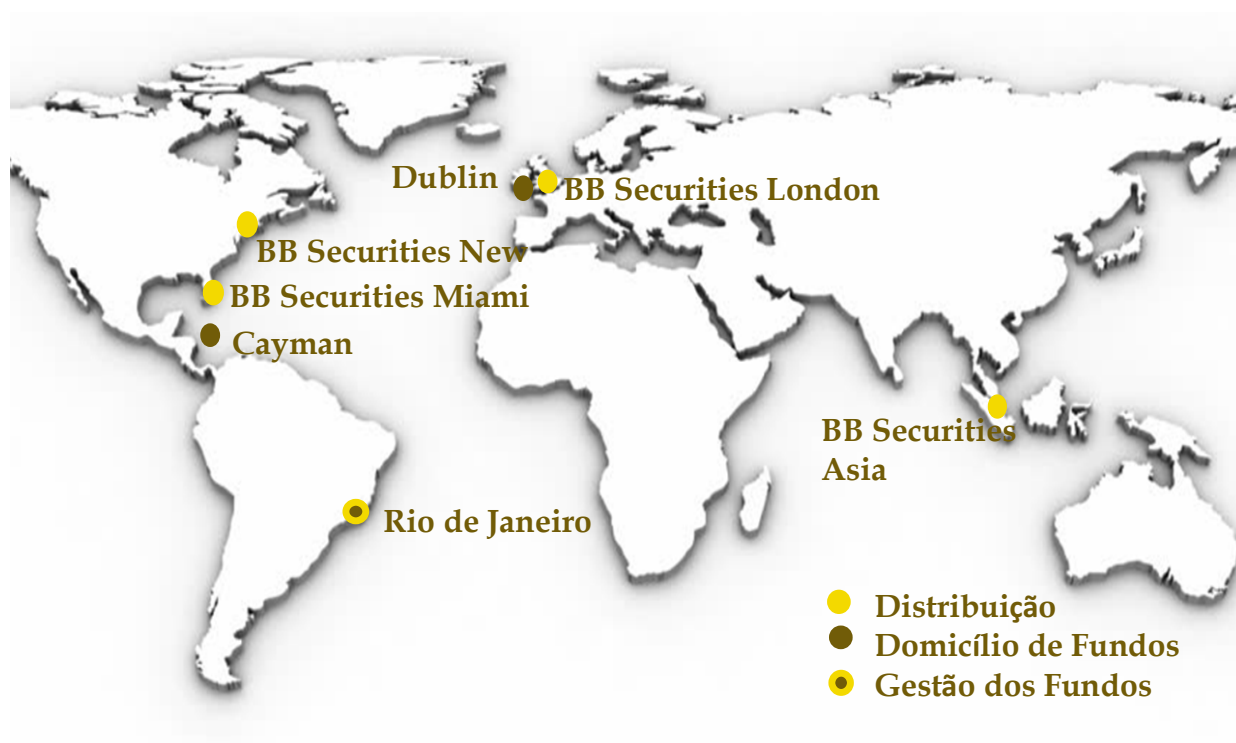 Dublin
BB Securities London
BB Securities New
BB Securities Miami
Cayman
BB Securities
Asia
Rio de Janeiro
Distribuição
Domicílio de Fundos
Gestão dos Fundos